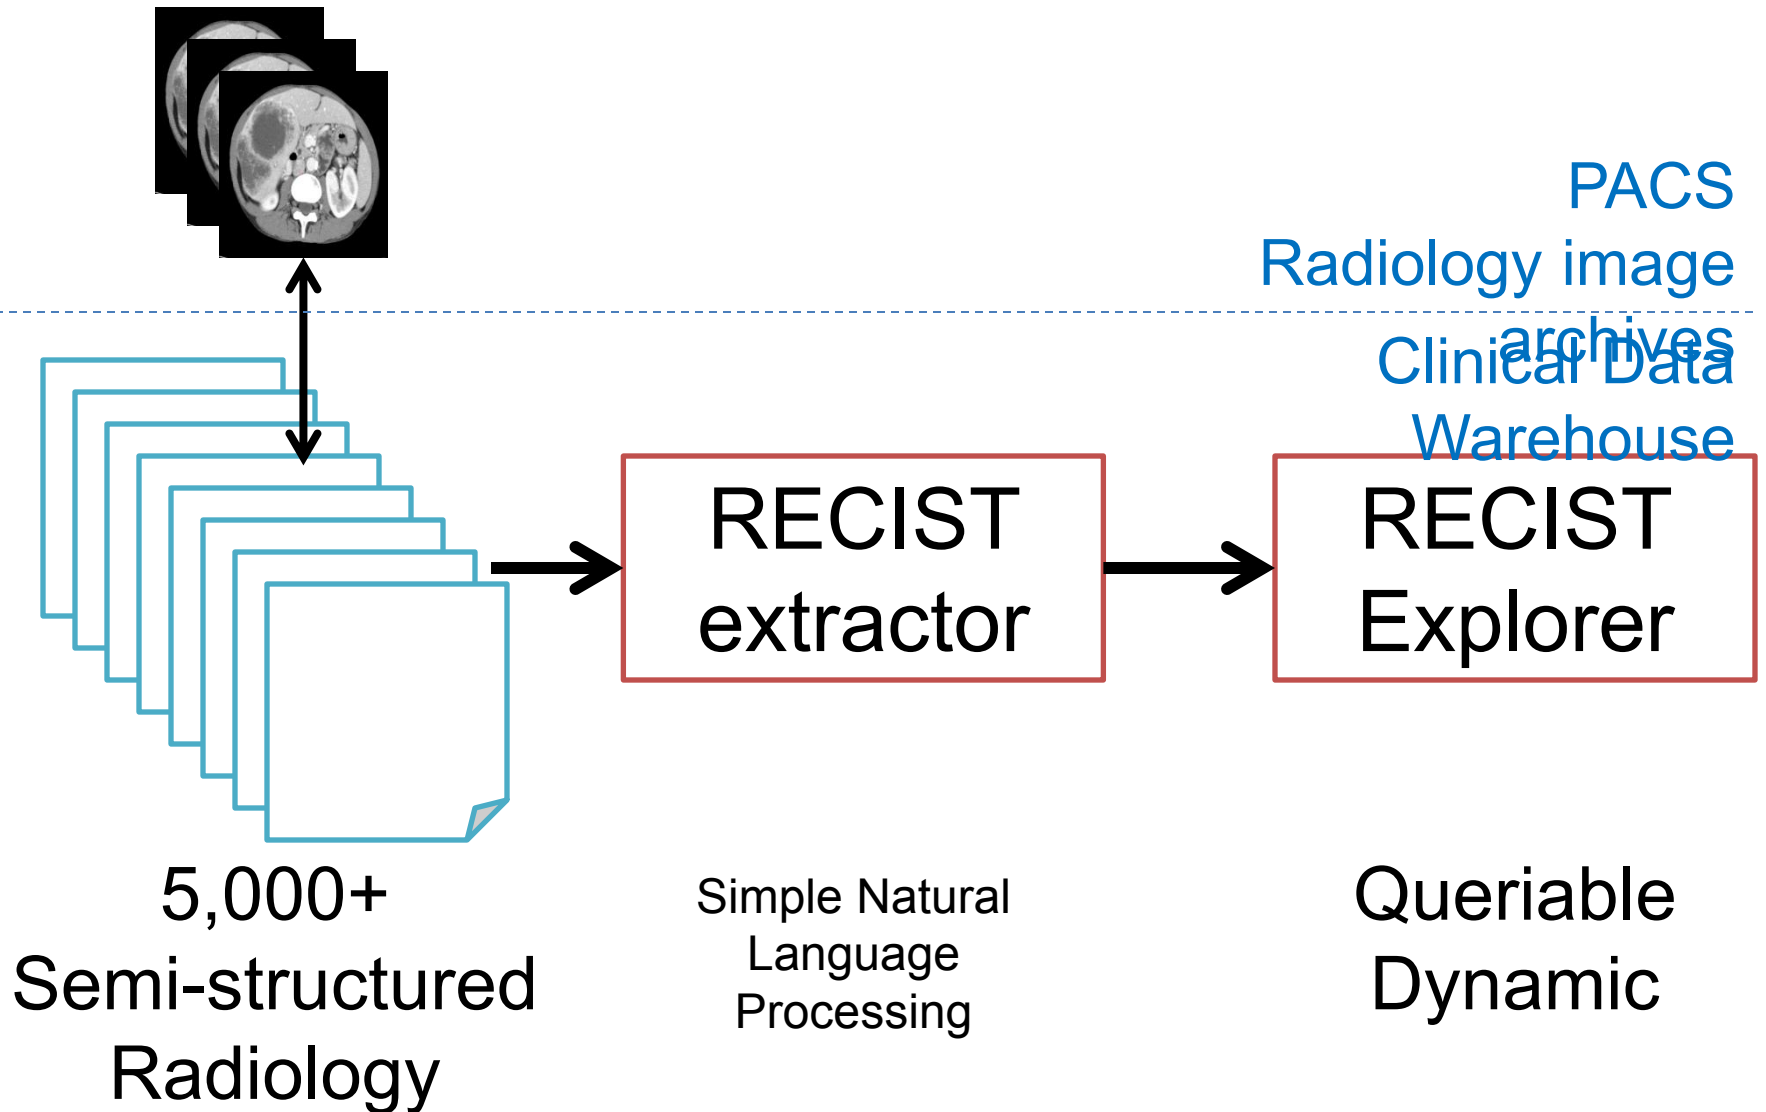 PACS
Radiology image
archives
Clinical Data
Warehouse
RECIST
extractor
RECIST
Explorer
5,000+
Semi-structured
Radiology
Simple Natural
Language
Processing
Queriable
Dynamic